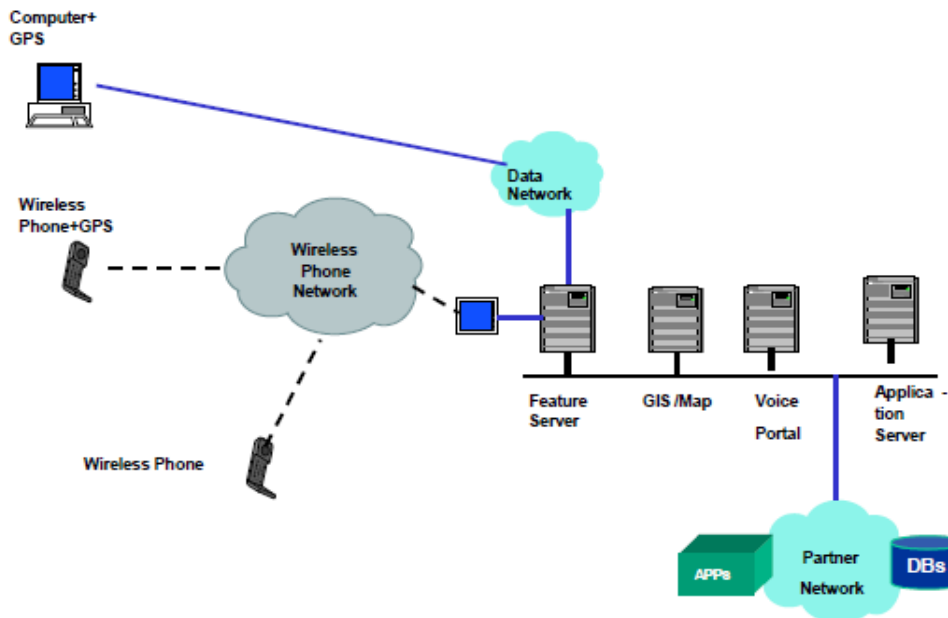 Computer+
GPS
Data
Network
Wireless
Phone+GPS
Wireless
Phone
Network
Wireless Phone
Feature
Server
GIS /Map
Voice
Portal
Applica -
tion
Server
APPs
Partner
Network
DBs